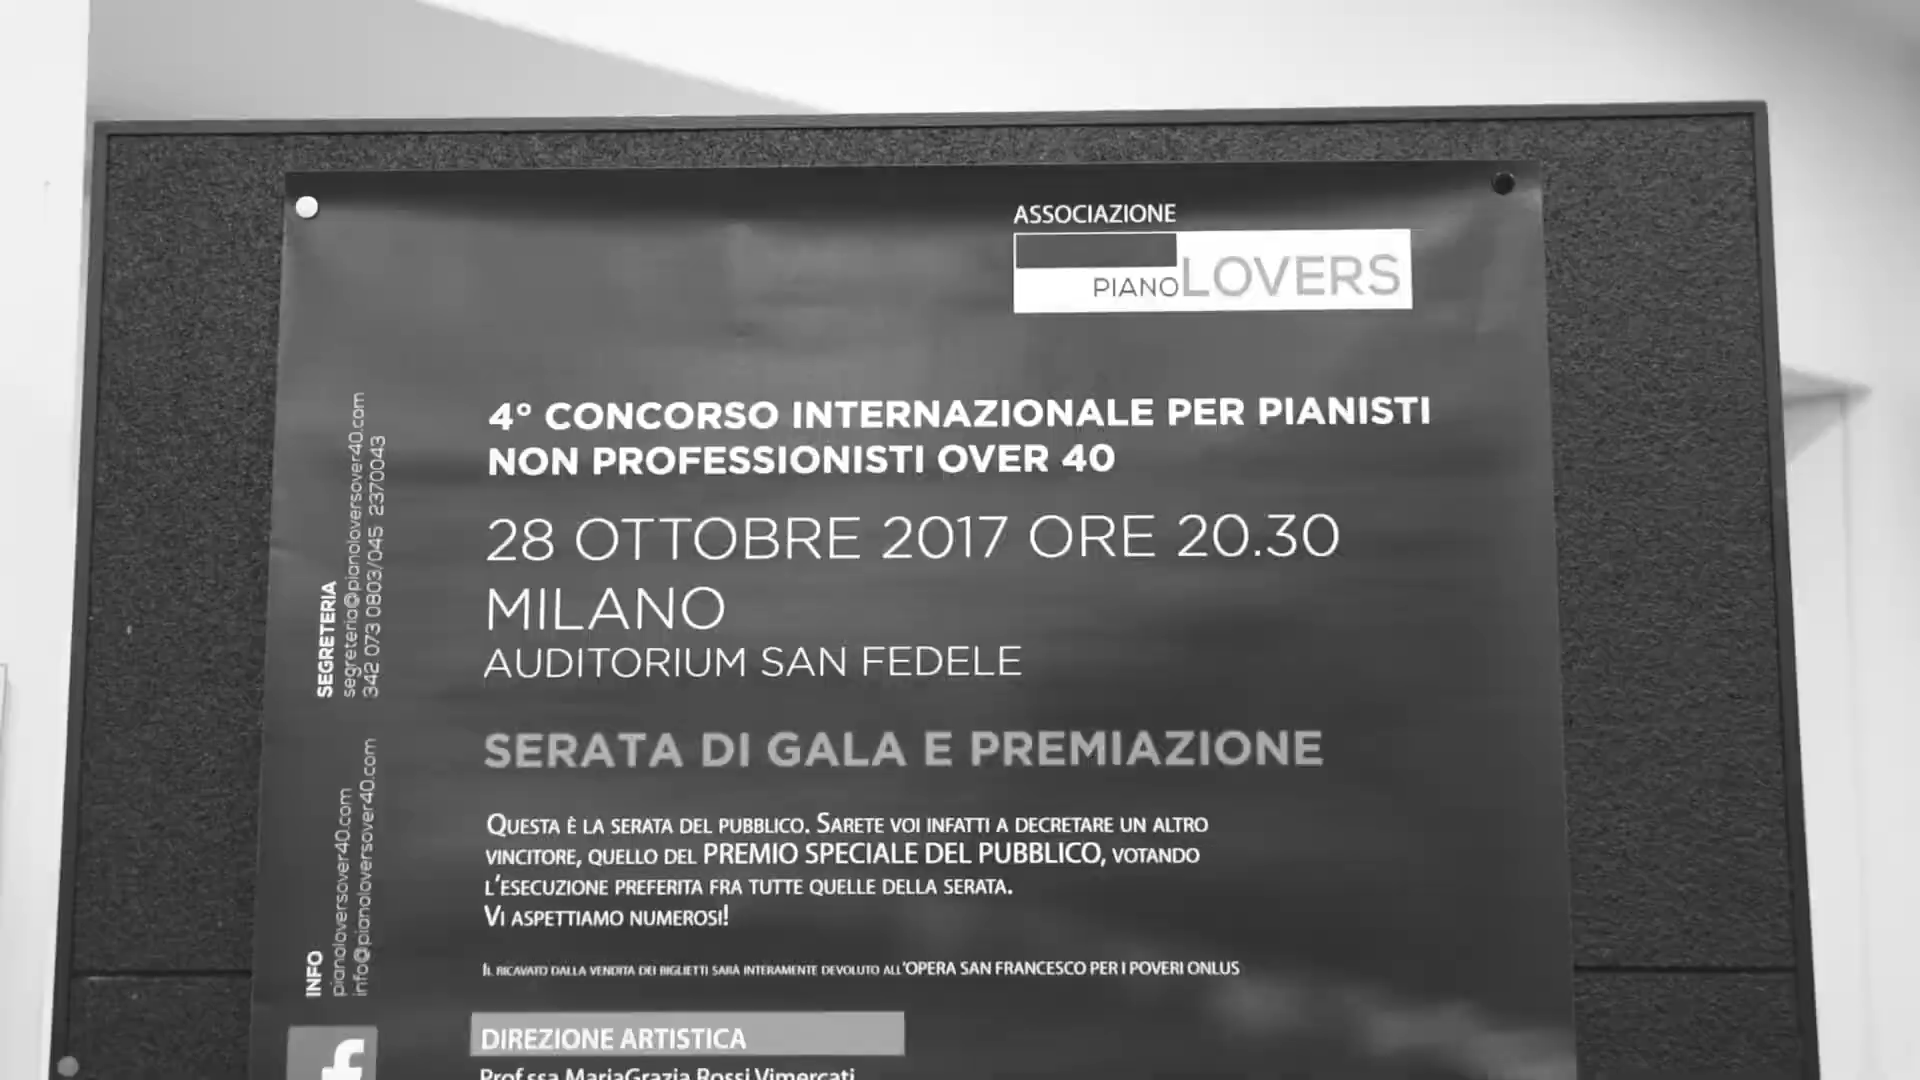 ASSOCIAZIONE
PIANOLOVERS
4° CONCORSO INTERNAZIONALE PER PIANISTI
NON PROFESSIONISTI OVER 40
28 OTTOBRE 2017 ORE 20.30
MILANO
AUDITORIUM SAN FEDELE
SERATA DI GALA E PREMIAZIONE
QUESTA È LA SERATA DEL PUBBLICO. SARETE VOI INFATTI A DECRETARE UN ALTRO
VINCITORE, QUELLO DEL PREMIO SPECIALE DEL PUBBLICO, VOTANDO
L'ESECUZIONE PREFERITA FRA TUTTE QUELLE DELLA SERATA.
VI ASPETTIAMO NUMEROSI!
IL RICAVATO DALLA VENDITA DEI BIGLIETTI SARÀ INTERAMENTE DEVOLUTO ALL'OPERA SAN FRANCESCO PER I POVERI ONLUS
DIREZIONE ARTISTICA
Prof.ssa MariaGrazia Rossi Vimercati
SEGRETERIA
segreteria@pianoloversover40.com
342 073 0803/045 2370043
INFO
pianoloversover40.com
info@pianoloversover40.com